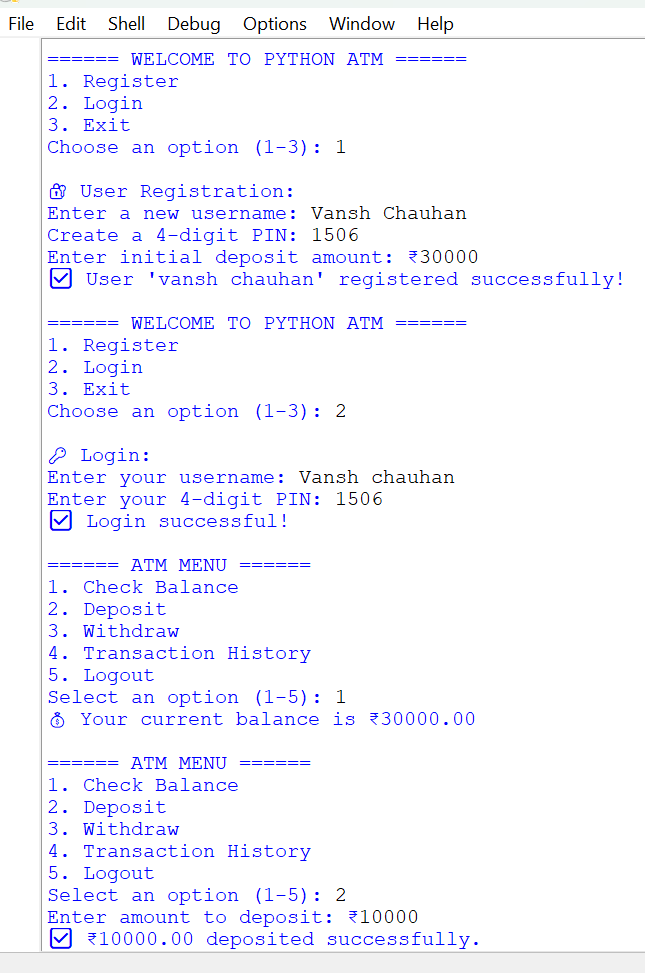 File Edit Shell Debug Options Window Help
====== WELCOME TO PYTHON ATM ======
1. Register
2. Login
3. Exit
Choose an option (1-3): 1
🔐 User Registration:
Enter a new username: Vansh Chauhan
Create a 4-digit PIN: 1506
Enter initial deposit amount: ₹30000
✅ User 'vansh chauhan' registered successfully!
====== WELCOME TO PYTHON ATM ======
1. Register
2. Login
3. Exit
Choose an option (1-3): 2
🔑 Login:
Enter your username: Vansh chauhan
Enter your 4-digit PIN: 1506
✅ Login successful!
====== ATM MENU ======
1. Check Balance
2. Deposit
3. Withdraw
4. Transaction History
5. Logout
Select an option (1-5): 1
💰 Your current balance is ₹30000.00
====== ATM MENU ======
1. Check Balance
2. Deposit
3. Withdraw
4. Transaction History
5. Logout
Select an option (1-5): 2
Enter amount to deposit: ₹10000
✅ ₹10000.00 deposited successfully.